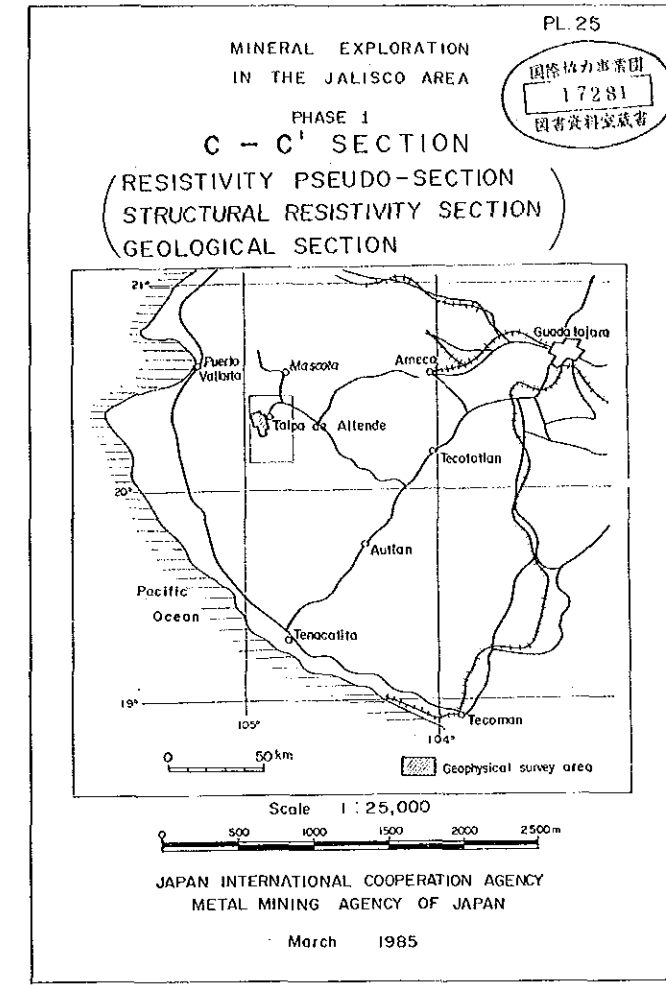 PL. 25
MINERAL EXPLORATION
IN THE JALISCO AREA
国際協力事業団
17281
図書資料室蔵書
PHASE 1
C - C' SECTION
RESISTIVITY PSEUDO-SECTION
STRUCTURAL RESISTIVITY SECTION
GEOLOGICAL SECTION
21°
Guadalajara
Puerto
Vallarta
Mascota
Ameca
Talpa de Allende
Tecototlan
20°
Autlan
Pacific
Ocean
Tenacatita
19°
105°
104°
Tecoman
0 50 km
Geophysical survey area
Scale 1:25,000
0 500 1000 1500 2000 2500 m
JAPAN INTERNATIONAL COOPERATION AGENCY
METAL MINING AGENCY OF JAPAN
March 1985